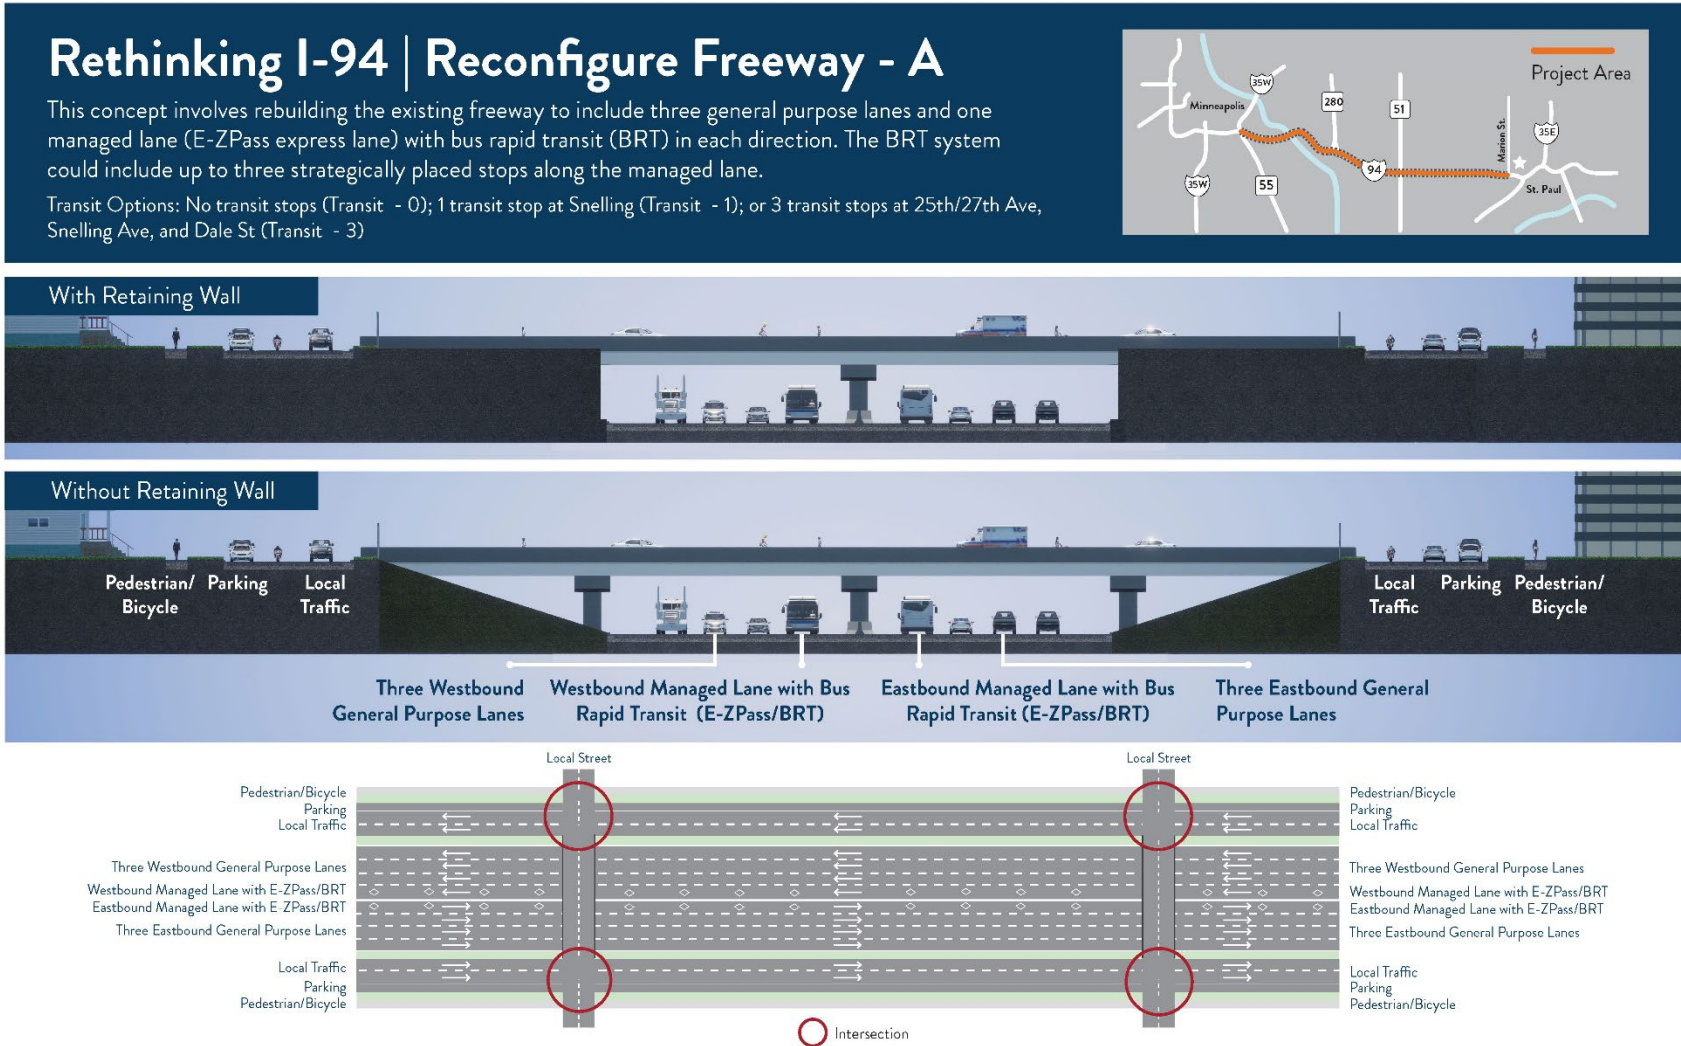 Rethinking I-94 | Reconfigure Freeway - A
This concept involves rebuilding the existing freeway to include three general purpose lanes and one
managed lane (E-ZPass express lane) with bus rapid transit (BRT) in each direction. The BRT system
could include up to three strategically placed stops along the managed lane.
Transit Options: No transit stops (Transit - 0); 1 transit stop at Snelling (Transit - 1); or 3 transit stops at 25th/27th Ave,
Snelling Ave, and Dale St (Transit - 3)
Project Area
Minneapolis
35W
280
51
Marion St.
35E
94
35W
55
St. Paul
With Retaining Wall
Without Retaining Wall
Pedestrian/
Bicycle
Parking
Local
Traffic
Local
Traffic
Parking
Pedestrian/
Bicycle
Three Westbound
General Purpose Lanes
Westbound Managed Lane with Bus
Rapid Transit (E-ZPass/BRT)
Eastbound Managed Lane with Bus
Rapid Transit (E-ZPass/BRT)
Three Eastbound General
Purpose Lanes
Local Street
Local Street
Pedestrian/Bicycle
Parking
Local Traffic
Three Westbound General Purpose Lanes
Westbound Managed Lane with E-ZPass/BRT
Eastbound Managed Lane with E-ZPass/BRT
Three Eastbound General Purpose Lanes
Local Traffic
Parking
Pedestrian/Bicycle
Pedestrian/Bicycle
Parking
Local Traffic
Three Westbound General Purpose Lanes
Westbound Managed Lane with E-ZPass/BRT
Eastbound Managed Lane with E-ZPass/BRT
Three Eastbound General Purpose Lanes
Local Traffic
Parking
Pedestrian/Bicycle
Intersection